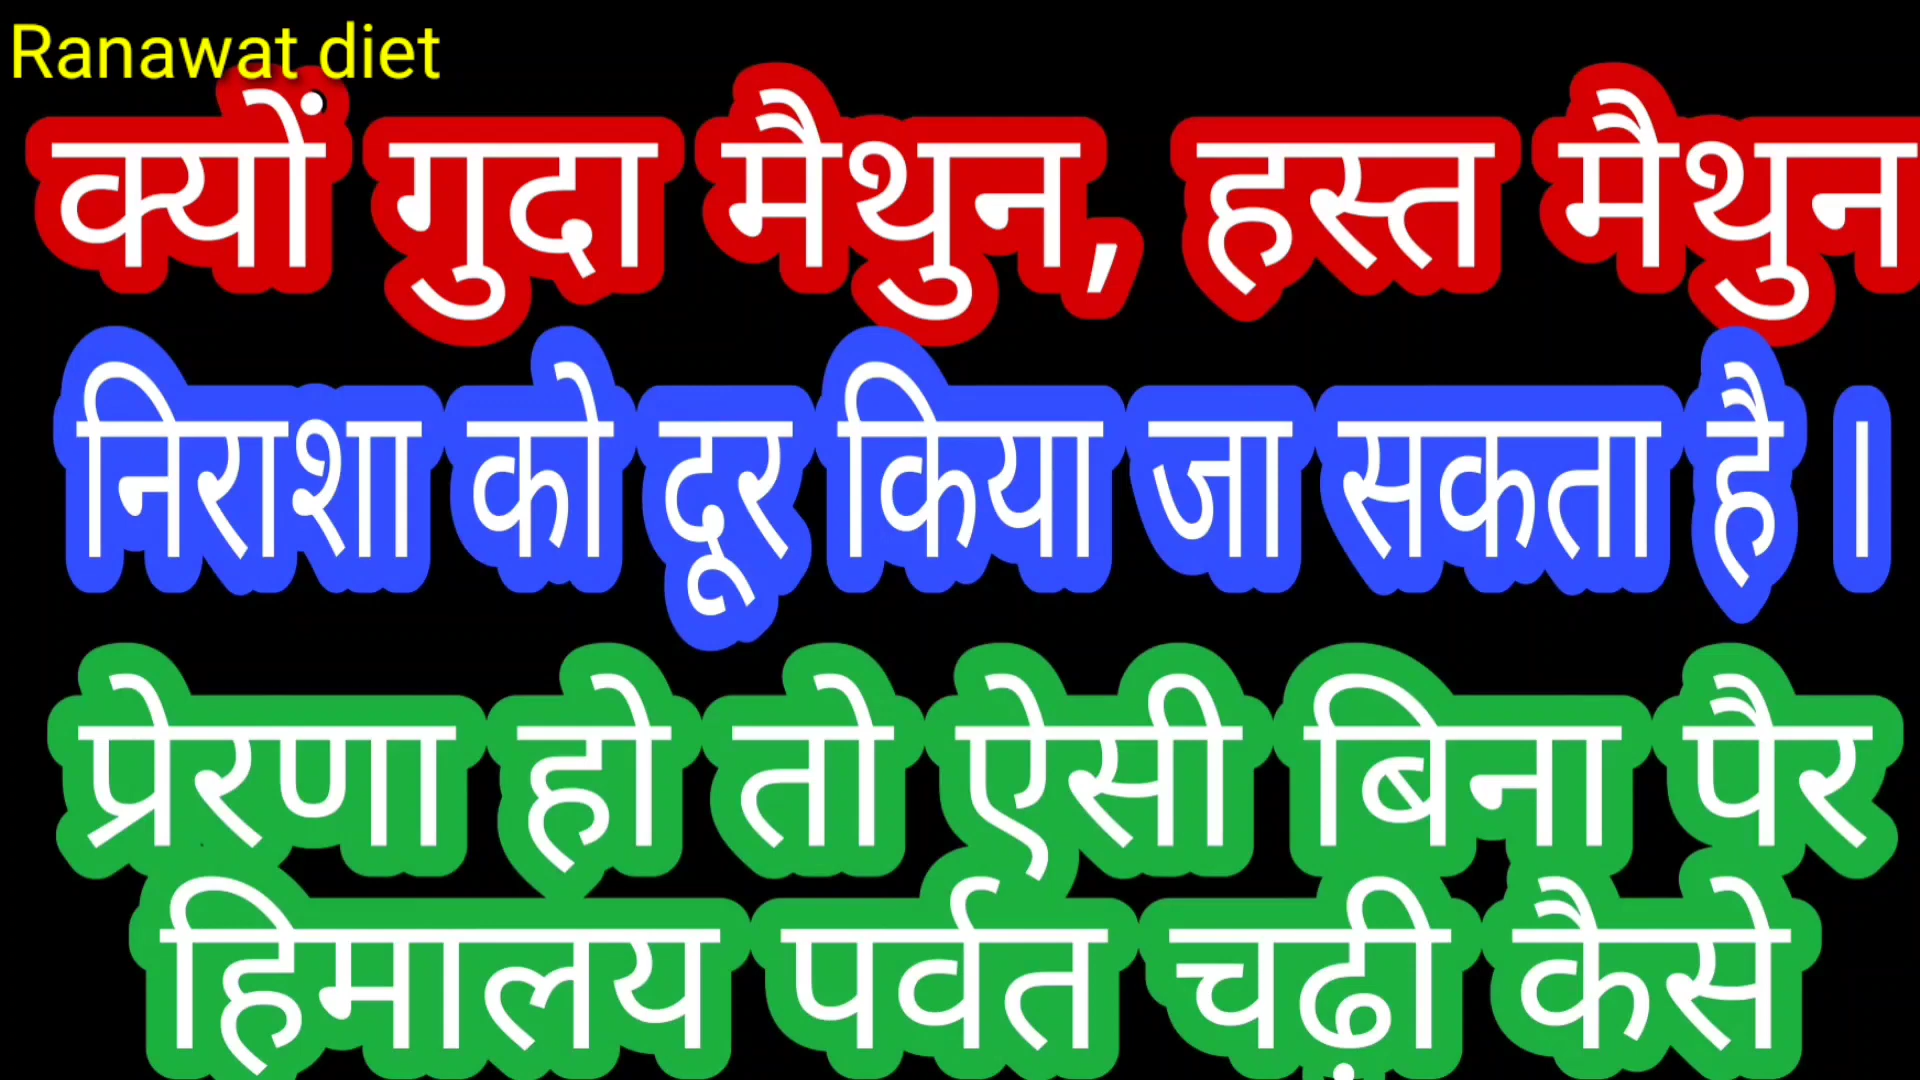 Ranawat diet
क्यों गुदा मैथुन, हस्त मैथुन
निराशा को दूर किया जा सकता है ।
प्रेरणा हो तो ऐसी बिना पैर
हिमालय पर्वत चढ़ी कैसे